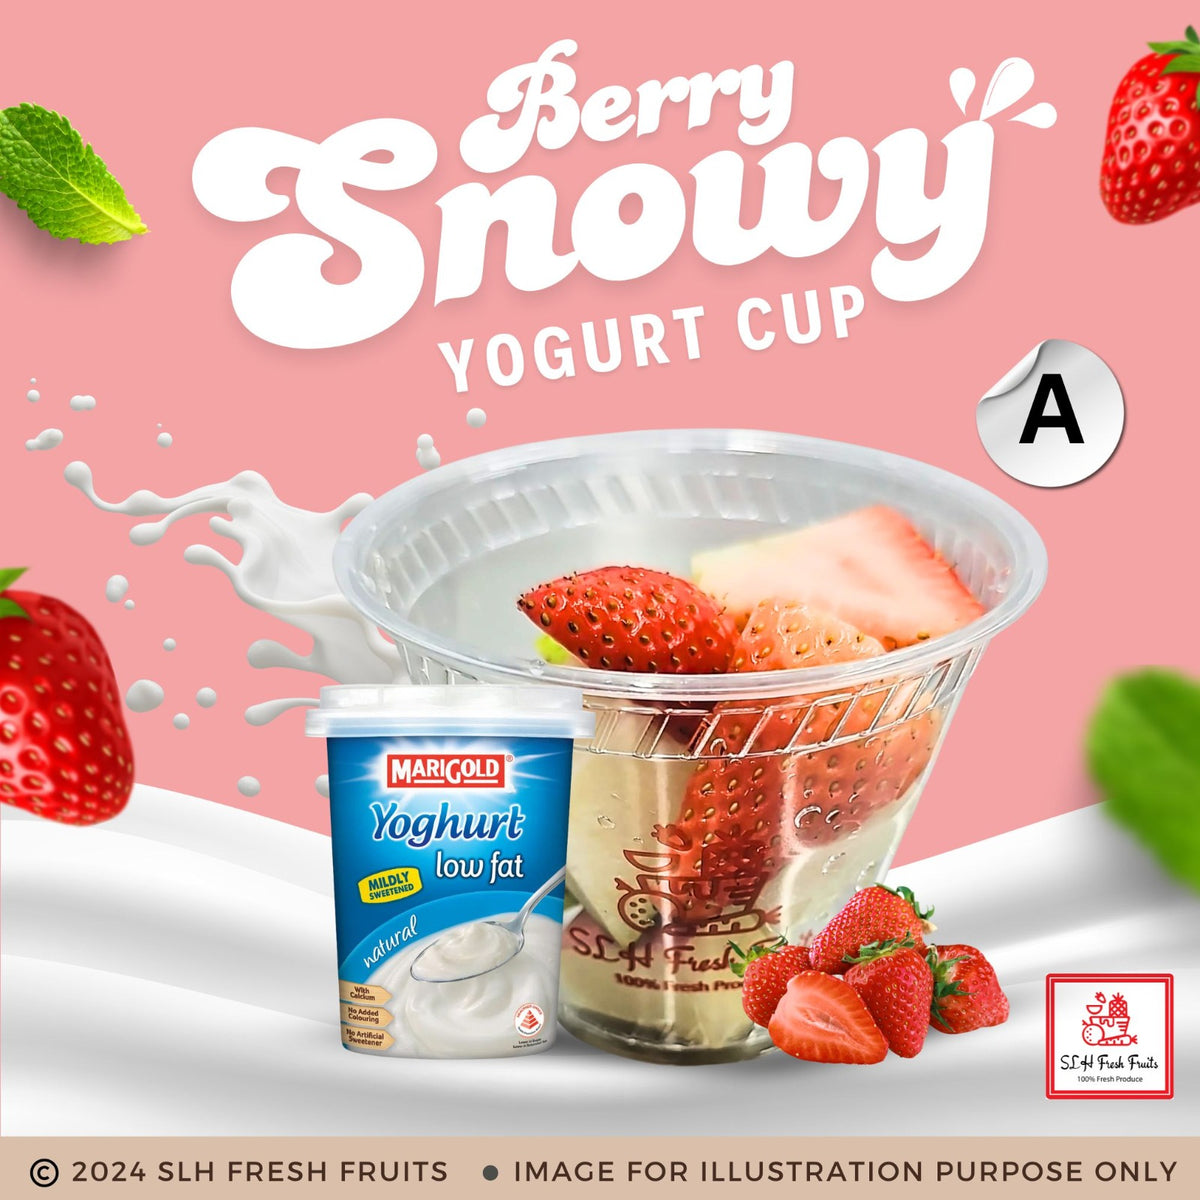 Berry
Snowy
YOGURT CUP
A
MARIGOLD®
Yoghurt
low fat
MILDLY
SWEETENED
natural
With
Calcium
No Added
Colouring
No Artificial
Sweetener
SLH Fresh
100% Fresh Pro
SLH Fresh Fruits
100% Fresh Produce
© 2024 SLH FRESH FRUITS ● IMAGE FOR ILLUSTRATION PURPOSE ONLY